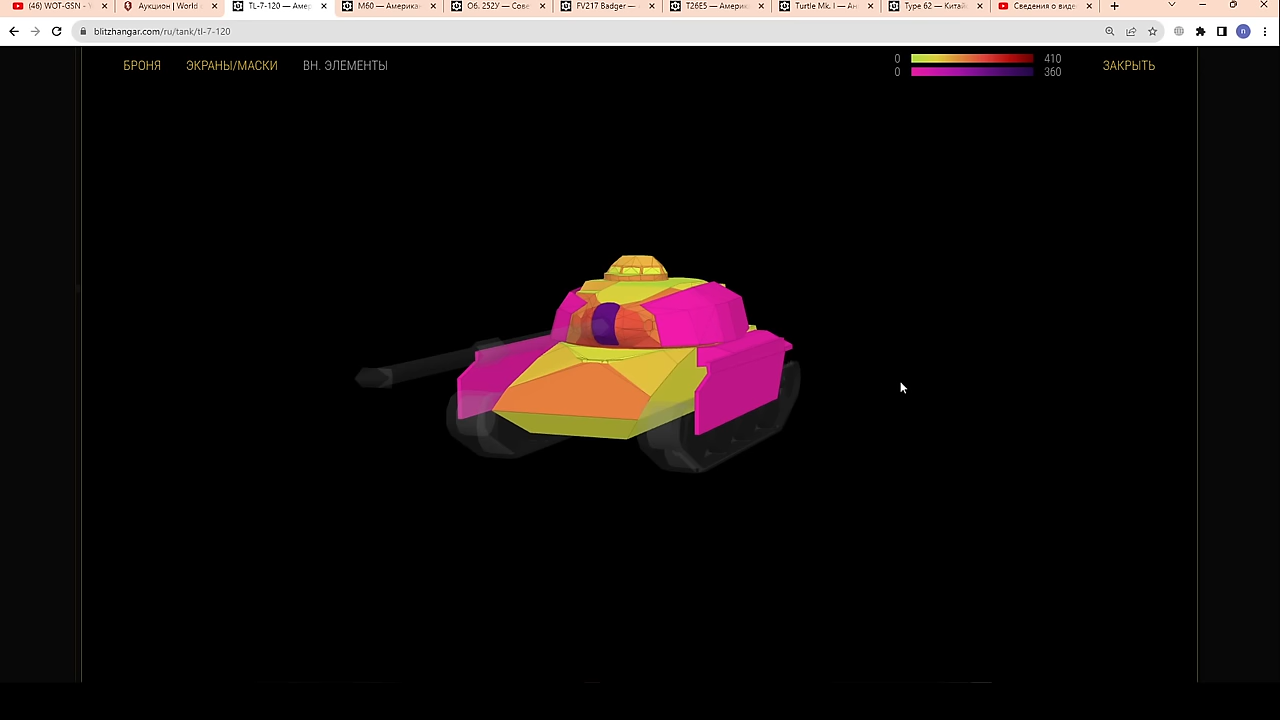 (46) WOT-GSN - Y
Аукцион | World
TL-7-120 — Амер
M60 — Америка
Об. 252У — Сове
FV217 Badger —
T26E5 — Америк
Turtle Mk. I — Ан
Type 62 — Китай
Сведения о виде
blitzhangar.com/ru/tank/tl-7-120
n
БРОНЯ ЭКРАНЫ/МАСКИ ВН. ЭЛЕМЕНТЫ 0 410 ЗАКРЫТЬ
0 360